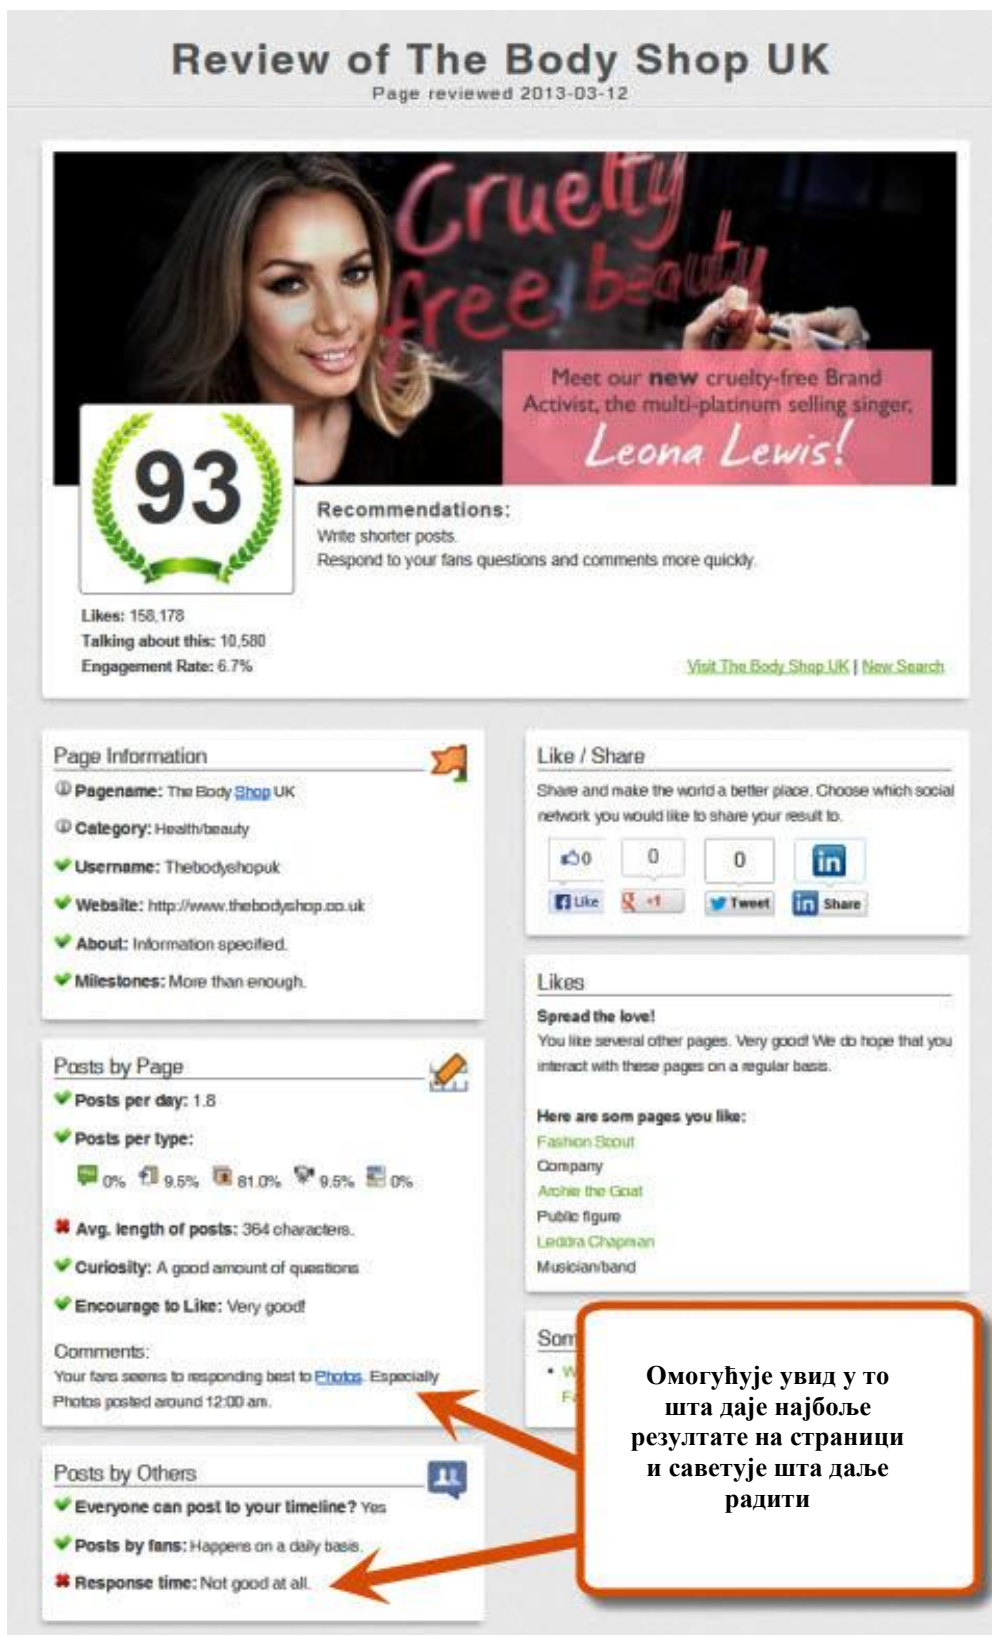 Review of The Body Shop UK
Page reviewed 2013-03-12
Cruelty
free beauty
Meet our new cruelty-free Brand
Activist, the multi-platinum selling singer,
Leona Lewis!
93
Recommendations:
Write shorter posts.
Respond to your fans questions and comments more quickly.
Likes: 158,178
Talking about this: 10,580
Engagement Rate: 6.7%
Visit The Body Shop UK | New Search
Page Information
Pagename: The Body Shop UK
Category: Health/beauty
Username: Thebodyshopuk
Website: http://www.thebodyshop.co.uk
About: Information specified.
Milestones: More than enough.
Posts by Page
Posts per day: 1.8
Posts per type:
0% 9.5% 81.0% 9.5% 0%
Avg. length of posts: 364 characters.
Curiosity: A good amount of questions
Encourage to Like: Very good!
Comments:
Your fans seems to responding best to Photos. Especially
Photos posted around 12:00 am.
Posts by Others
Everyone can post to your timeline? Yes
Posts by fans: Happens on a daily basis.
Response time: Not good at all.
Like / Share
Share and make the world a better place. Choose which social
network you would like to share your result to.
0 0 0 in
Like +1 Tweet in Share
Likes
Spread the love!
You like several other pages. Very good! We do hope that you
interact with these pages on a regular basis.
Here are som pages you like:
Fashion Scout
Company
Archie the Goat
Public figure
Leddra Chapman
Musician/band
Som
Омогућује увид у то
шта даје најбоље
резултате на страници
и саветује шта даље
радити